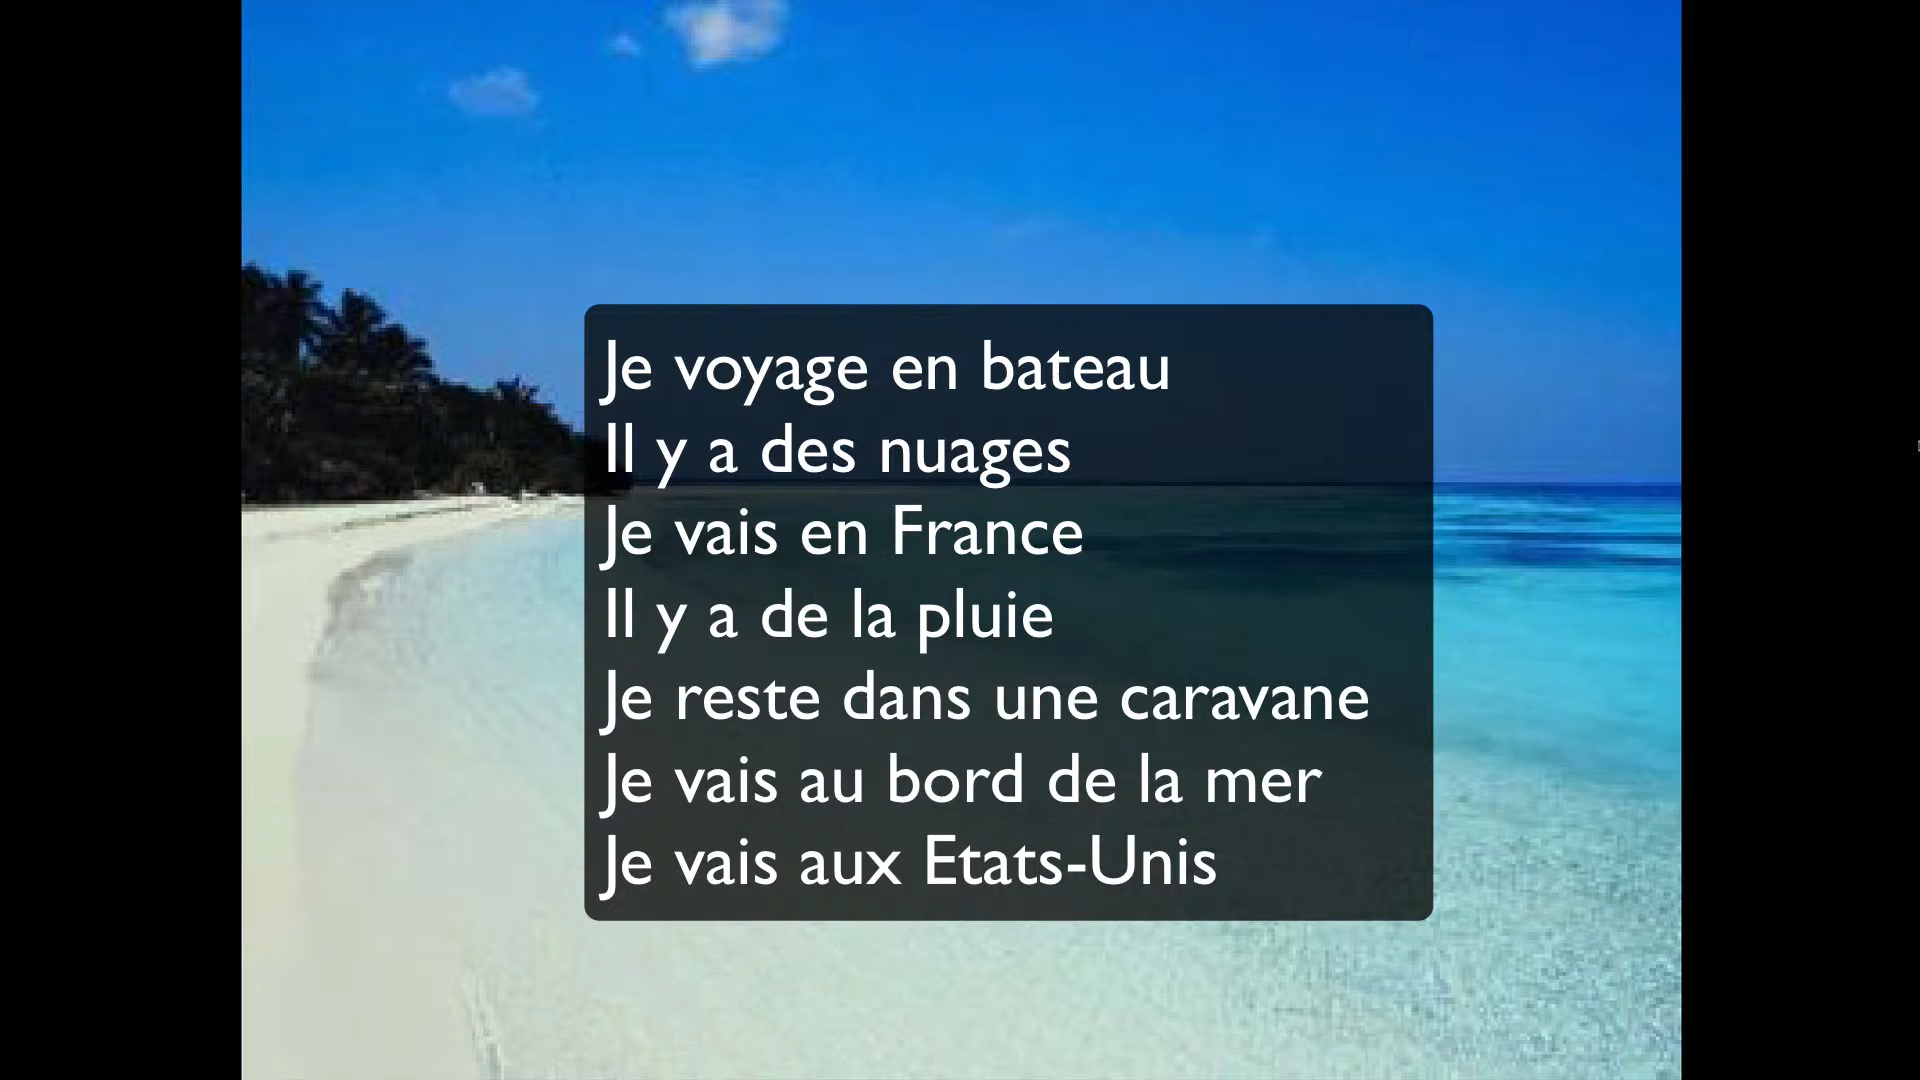 Je voyage en bateau
Il y a des nuages
Je vais en France
Il y a de la pluie
Je reste dans une caravane
Je vais au bord de la mer
Je vais aux Etats-Unis